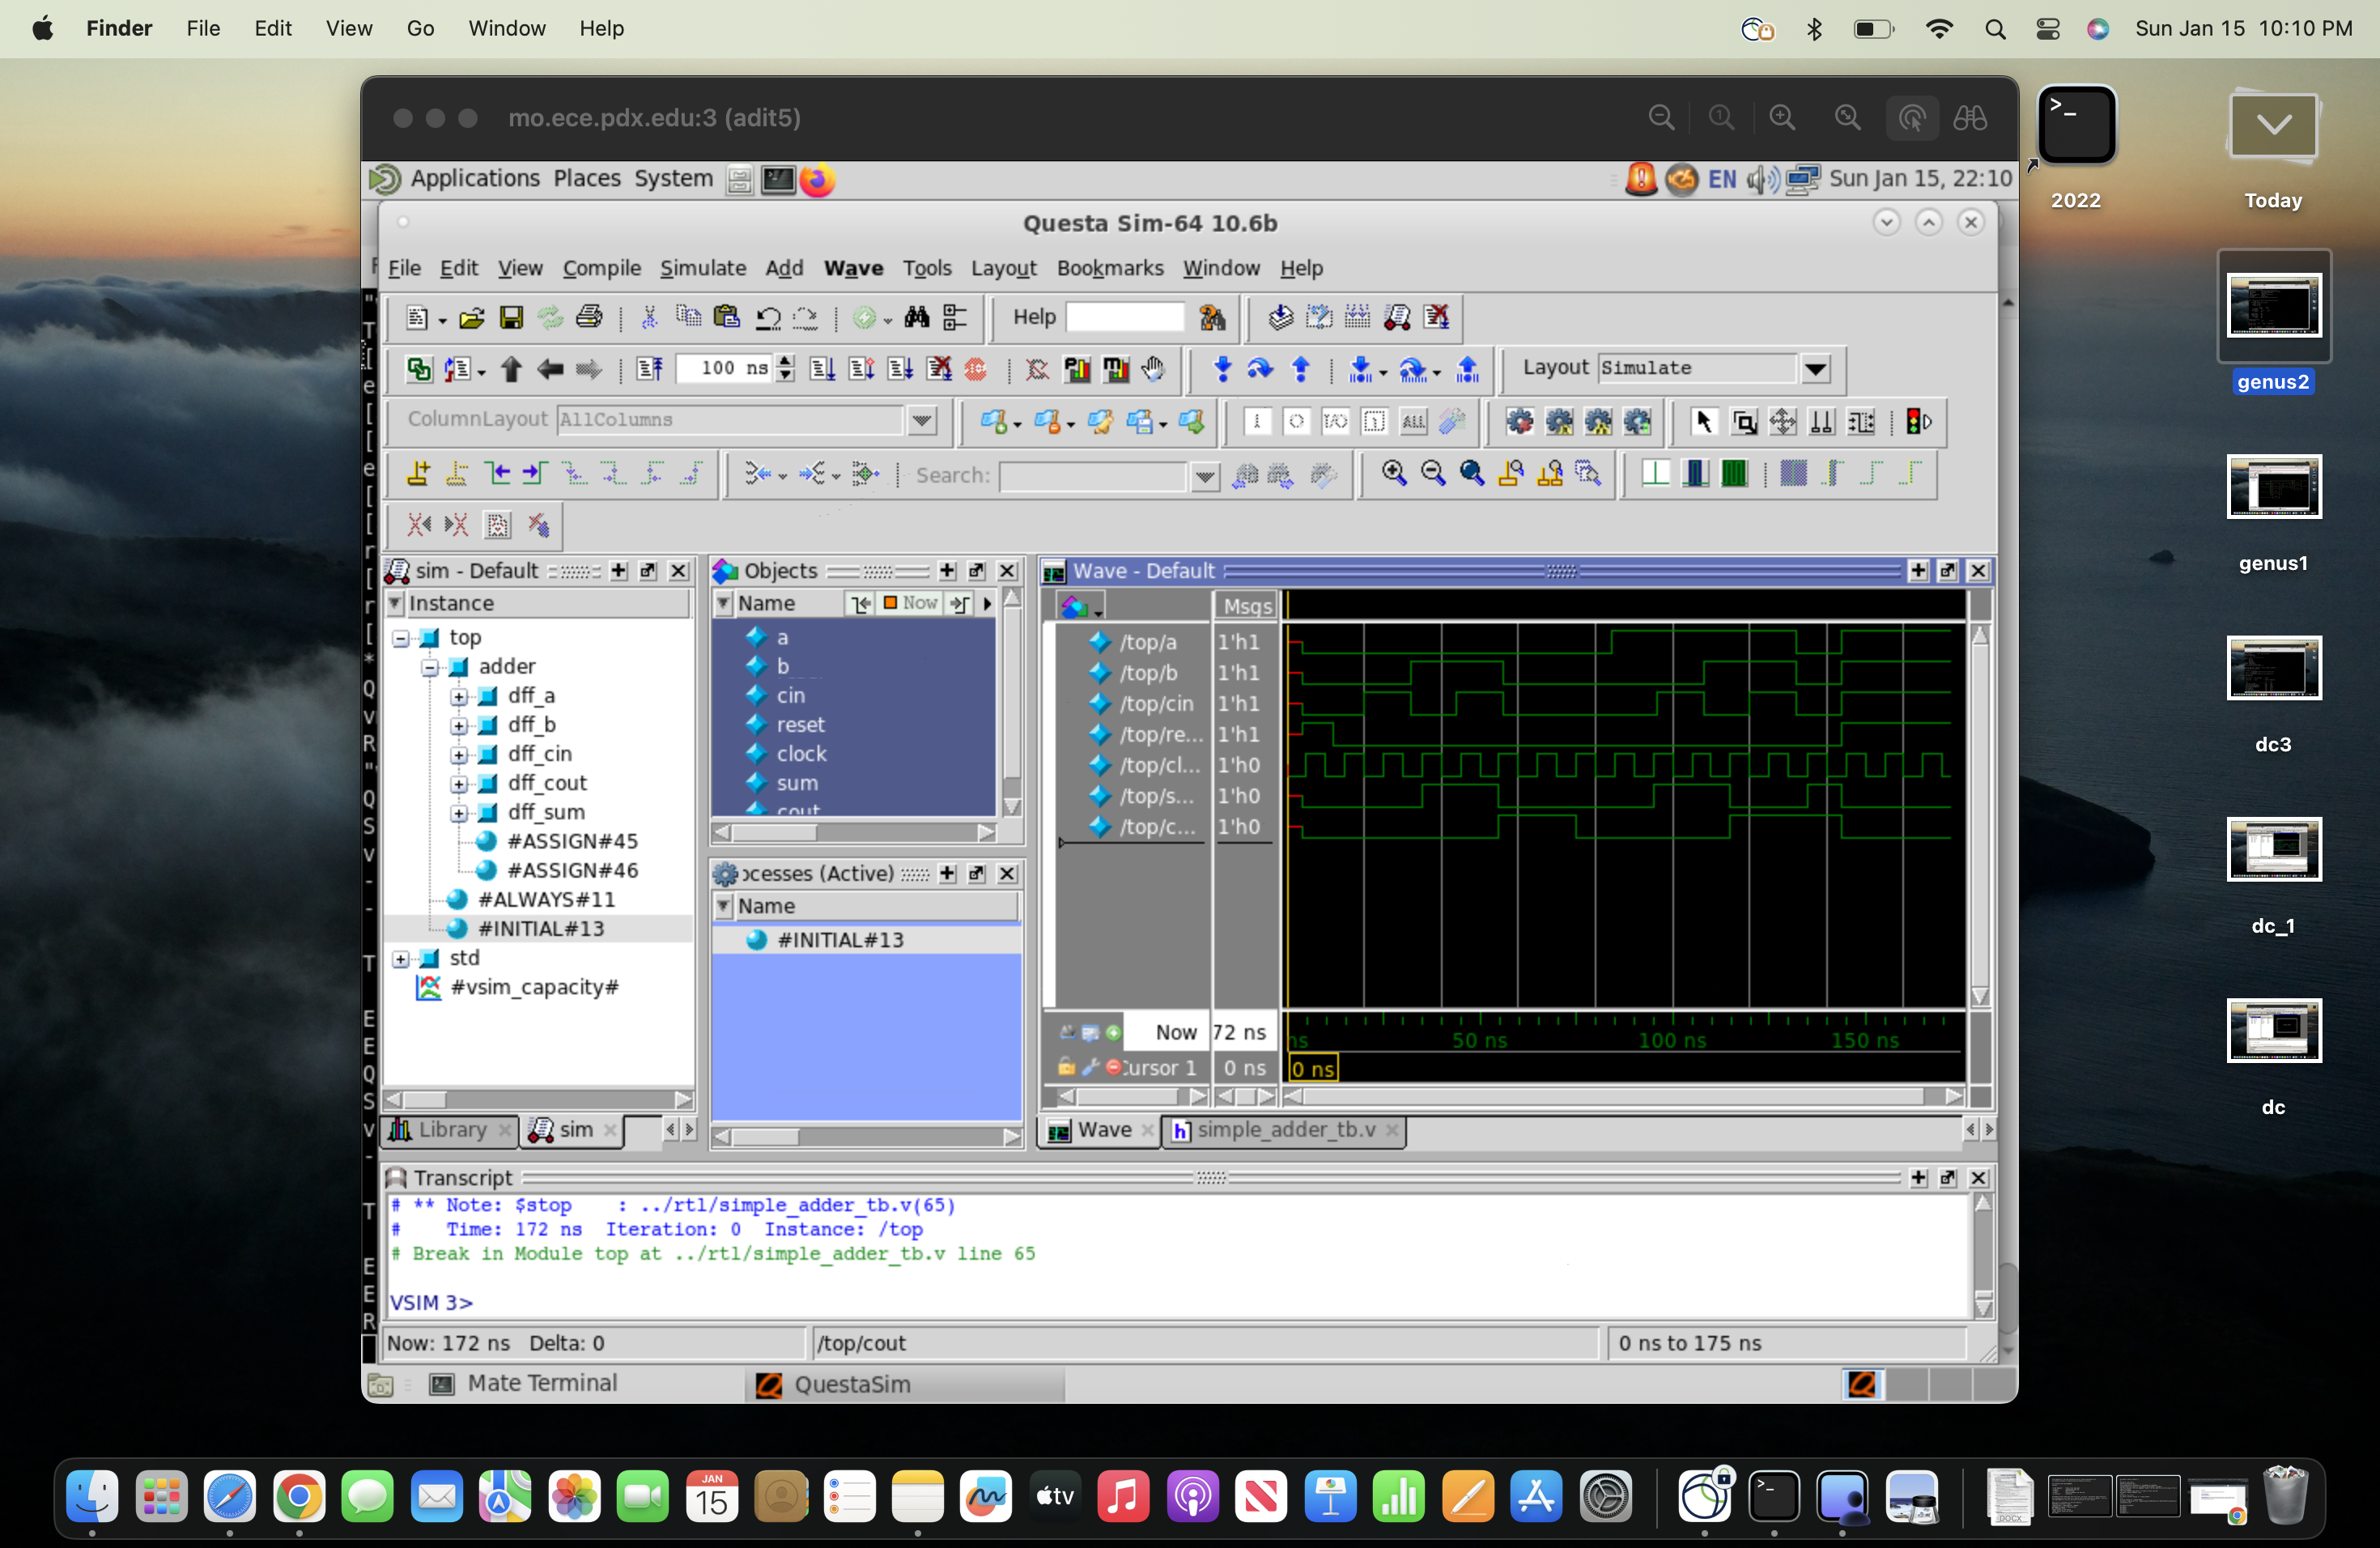 Finder File Edit View Go Window Help Sun Jan 15 10:10 PM
mo.ece.pdx.edu:3 (adit5)
Applications Places System EN Sun Jan 15, 22:10
Questa Sim-64 10.6b
File Edit View Compile Simulate Add Wave Tools Layout Bookmarks Window Help
Help
100 ns Layout Simulate
ColumnLayout AllColumns
Search:
sim - Default
Instance
top
adder
dff_a
dff_b
dff_cin
dff_cout
dff_sum
#ASSIGN#45
#ASSIGN#46
#ALWAYS#11
#INITIAL#13
std
#vsim_capacity#
Library sim
Objects
Name Now
a
b
cin
reset
clock
sum
cout
ocesses (Active)
Name
#INITIAL#13
Wave - Default
Msgs
/top/a 1'h1
/top/b 1'h1
/top/cin 1'h1
/top/re... 1'h1
/top/cl... 1'h0
/top/s... 1'h0
/top/c... 1'h0
Now 72 ns ns 50 ns 100 ns 150 ns
Cursor 1 0 ns 0 ns
Wave simple_adder_tb.v
Transcript
# ** Note: $stop : ../rtl/simple_adder_tb.v(65)
# Time: 172 ns Iteration: 0 Instance: /top
# Break in Module top at ../rtl/simple_adder_tb.v line 65
VSIM 3>
Now: 172 ns Delta: 0 /top/cout 0 ns to 175 ns
Mate Terminal QuestaSim
2022
Today
genus2
genus1
dc3
dc_1
dc
JAN
15
tv
DOCX